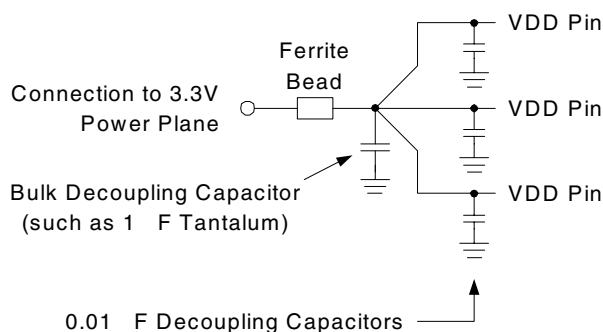 VDD Pin
Ferrite
Bead
Connection to 3.3V
Power Plane
VDD Pin
Bulk Decoupling Capacitor
(such as 1 F Tantalum)
VDD Pin
0.01 F Decoupling Capacitors